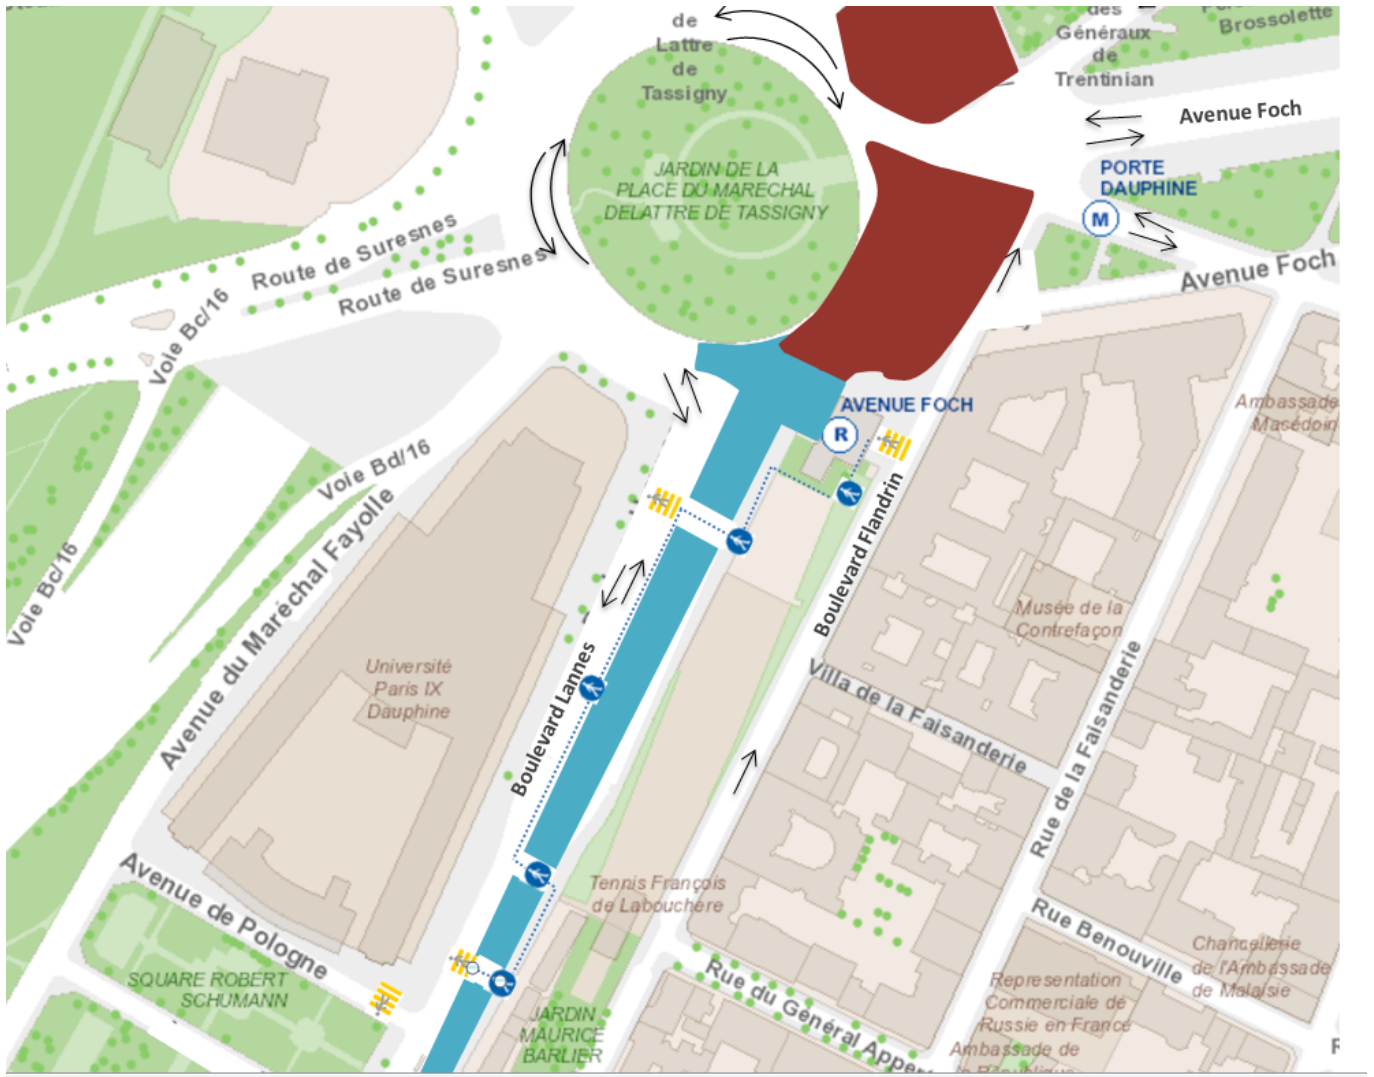 de
Lattre
de
Tassigny
des
Généraux
de
Trentinian
Brossolette
Avenue Foch
PORTE
DAUPHINE
M
Avenue Foch
JARDIN DE LA
PLACE DU MARECHAL
DELATTRE DE TASSIGNY
Route de Suresnes
Route de Suresnes
Voie Bc/16
Voie Bd/16
Voie Bc/16
Avenue du Maréchal Fayolle
AVENUE FOCH
R
Boulevard Flandrin
Ambassade
Macédoin
Musée de la
Contrefaçon
Université
Paris IX
Dauphine
Boulevard Lannes
Villa de la Faisanderie
Rue de la Faisanderie
Avenue de Pologne
Tennis François
de Labouchère
SQUARE ROBERT
SCHUMANN
JARDIN
MAURICE
BARLIER
Rue du Général Appert
Rue Benouville
Chancellerie
de l'Ambassade
de Malaisie
Representation
Commerciale de
Russie en France
Ambassade de